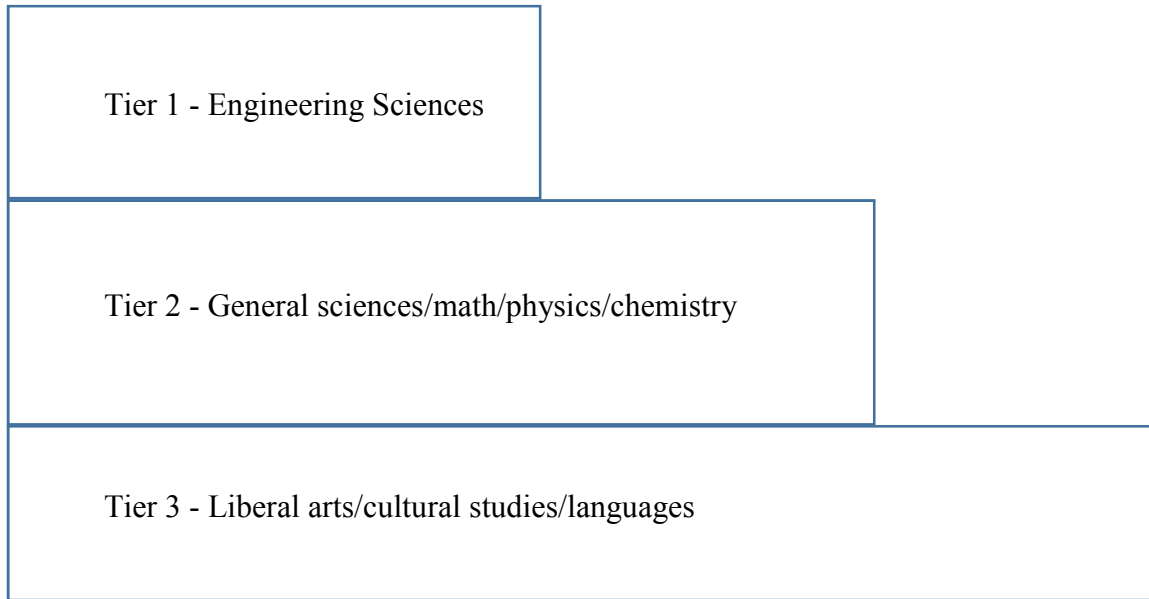 Tier 1 - Engineering Sciences
Tier 2 - General sciences/math/physics/chemistry
Tier 3 - Liberal arts/cultural studies/languages